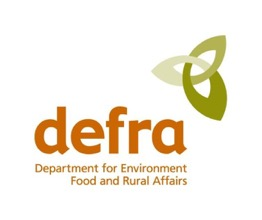 defra
Department for Environment
Food and Rural Affairs